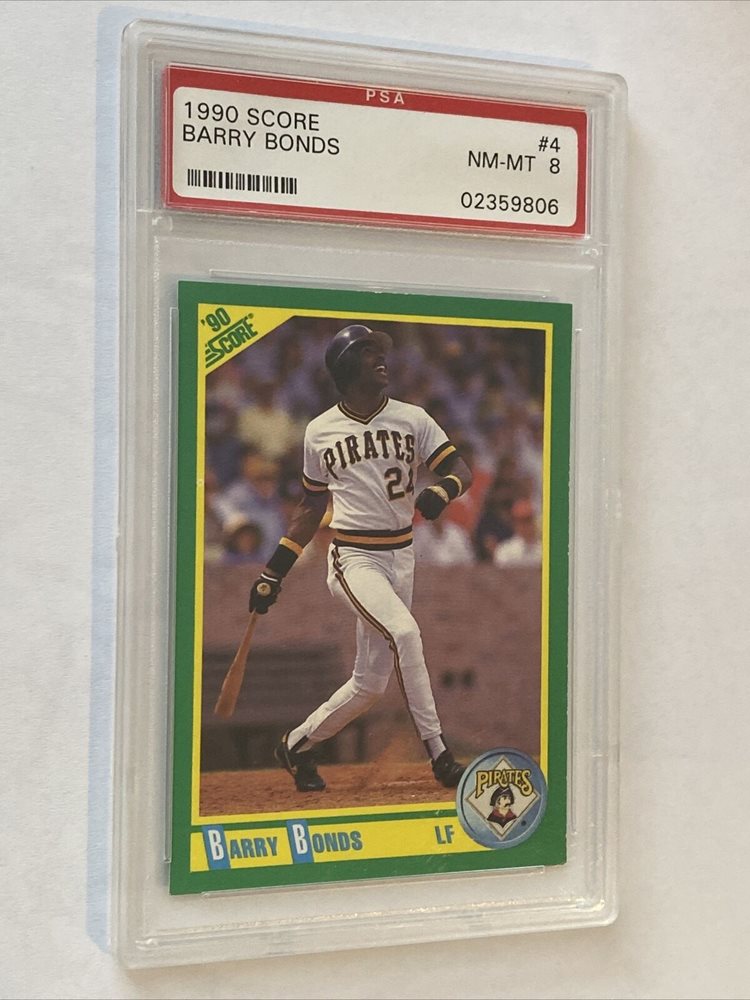 PSA
1990 SCORE #4
BARRY BONDS NM-MT 8
02359806
'90
SCORE
PIRATES
24
PIRATES
BARRY BONDS LF